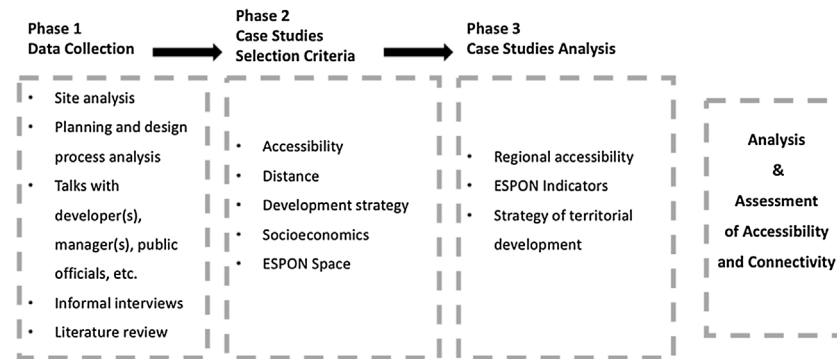 Phase 1
Data Collection
Phase 2
Case Studies
Selection Criteria
Phase 3
Case Studies Analysis
• Site analysis
• Planning and design
process analysis
• Talks with
developer(s),
manager(s), public
officials, etc.
• Informal interviews
• Literature review
• Accessibility
• Distance
• Development strategy
• Socioeconomics
• ESPON Space
• Regional accessibility
• ESPON Indicators
• Strategy of territorial
development
Analysis
&
Assessment
of Accessibility
and Connectivity